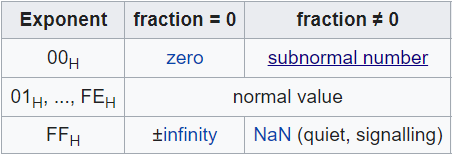 Exponent fraction = 0 fraction ≠ 0
00H zero subnormal number
01H, ..., FEH normal value
FFH ±infinity NaN (quiet, signalling)